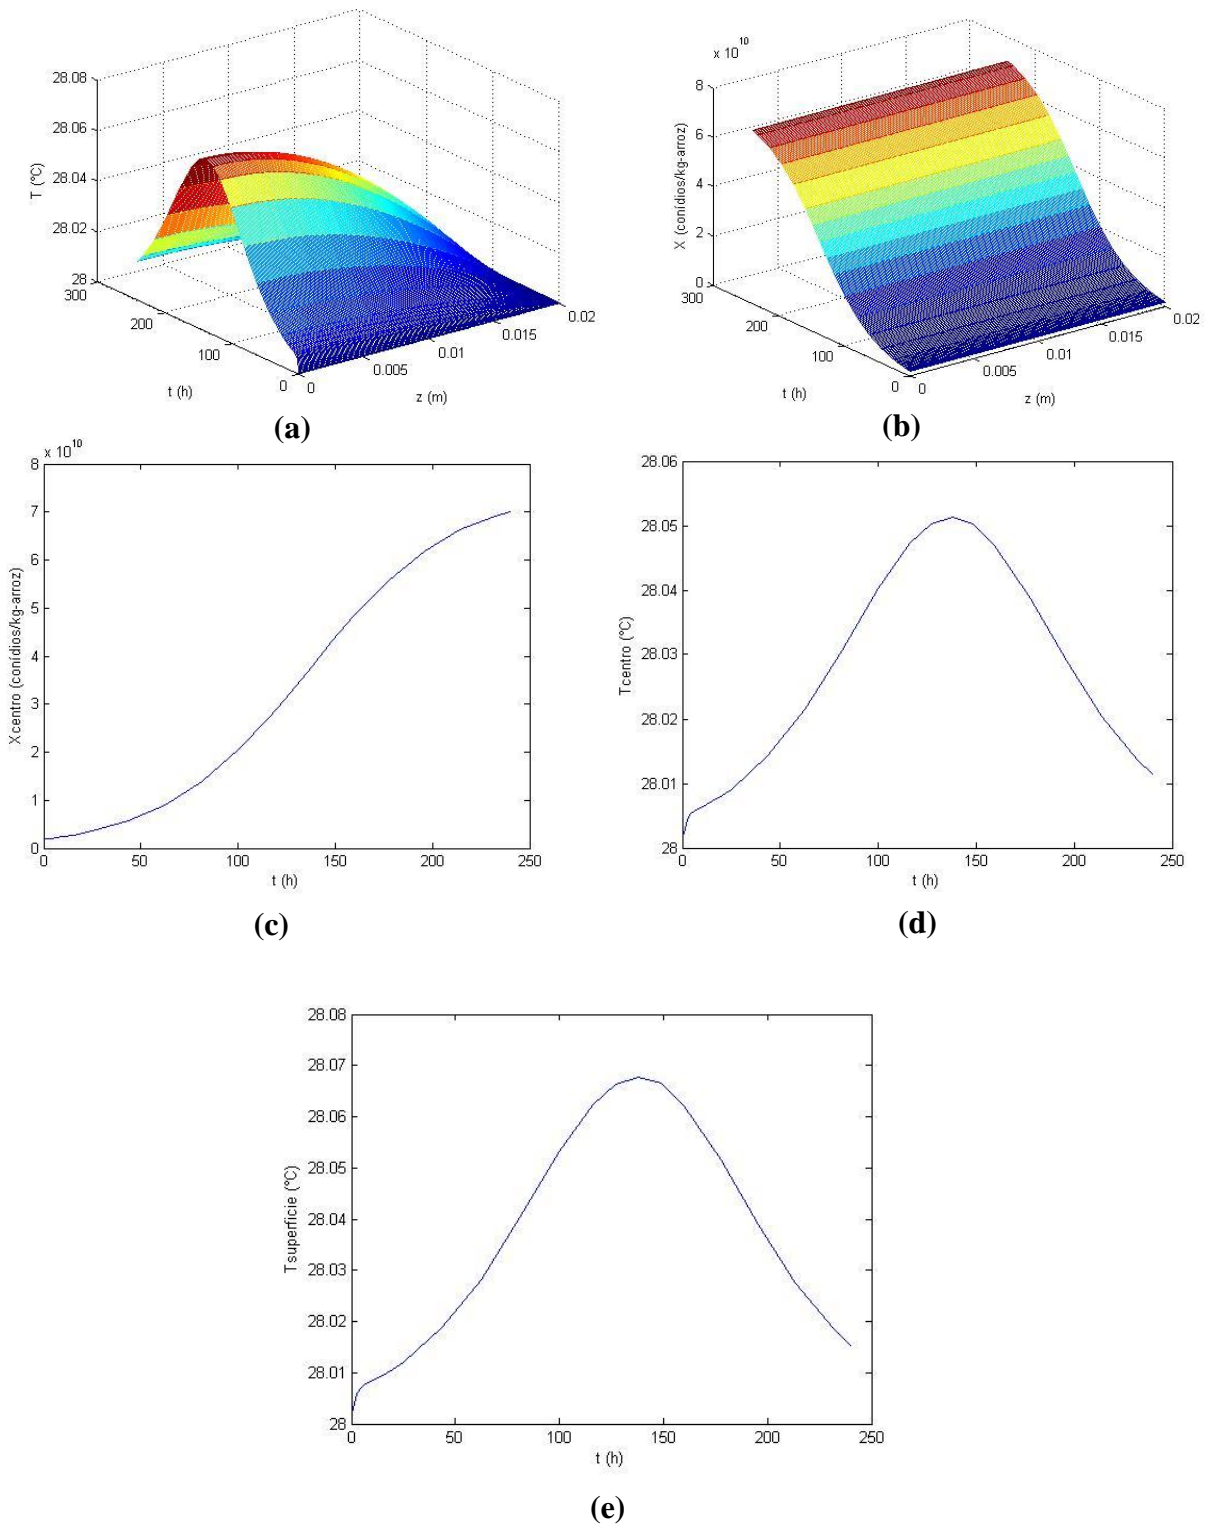 28.08
28.06
28.04
28.02
28
T (°C)
300
200
100
0
t (h)
0
0.005
0.01
0.015
0.02
z (m)
(a)
x 10^10
8
6
4
2
0
X (conídios/kg-arroz)
300
200
100
0
t (h)
0
0.005
0.01
0.015
0.02
z (m)
(b)
x 10^10
8
7
6
5
4
3
2
1
0
Xcentro (conídios/kg-arroz)
0 50 100 150 200 250
t (h)
(c)
28.06
28.05
28.04
28.03
28.02
28.01
28
Tcentro (°C)
0 50 100 150 200 250
t (h)
(d)
28.08
28.07
28.06
28.05
28.04
28.03
28.02
28.01
28
Tsuperficie (°C)
0 50 100 150 200 250
t (h)
(e)